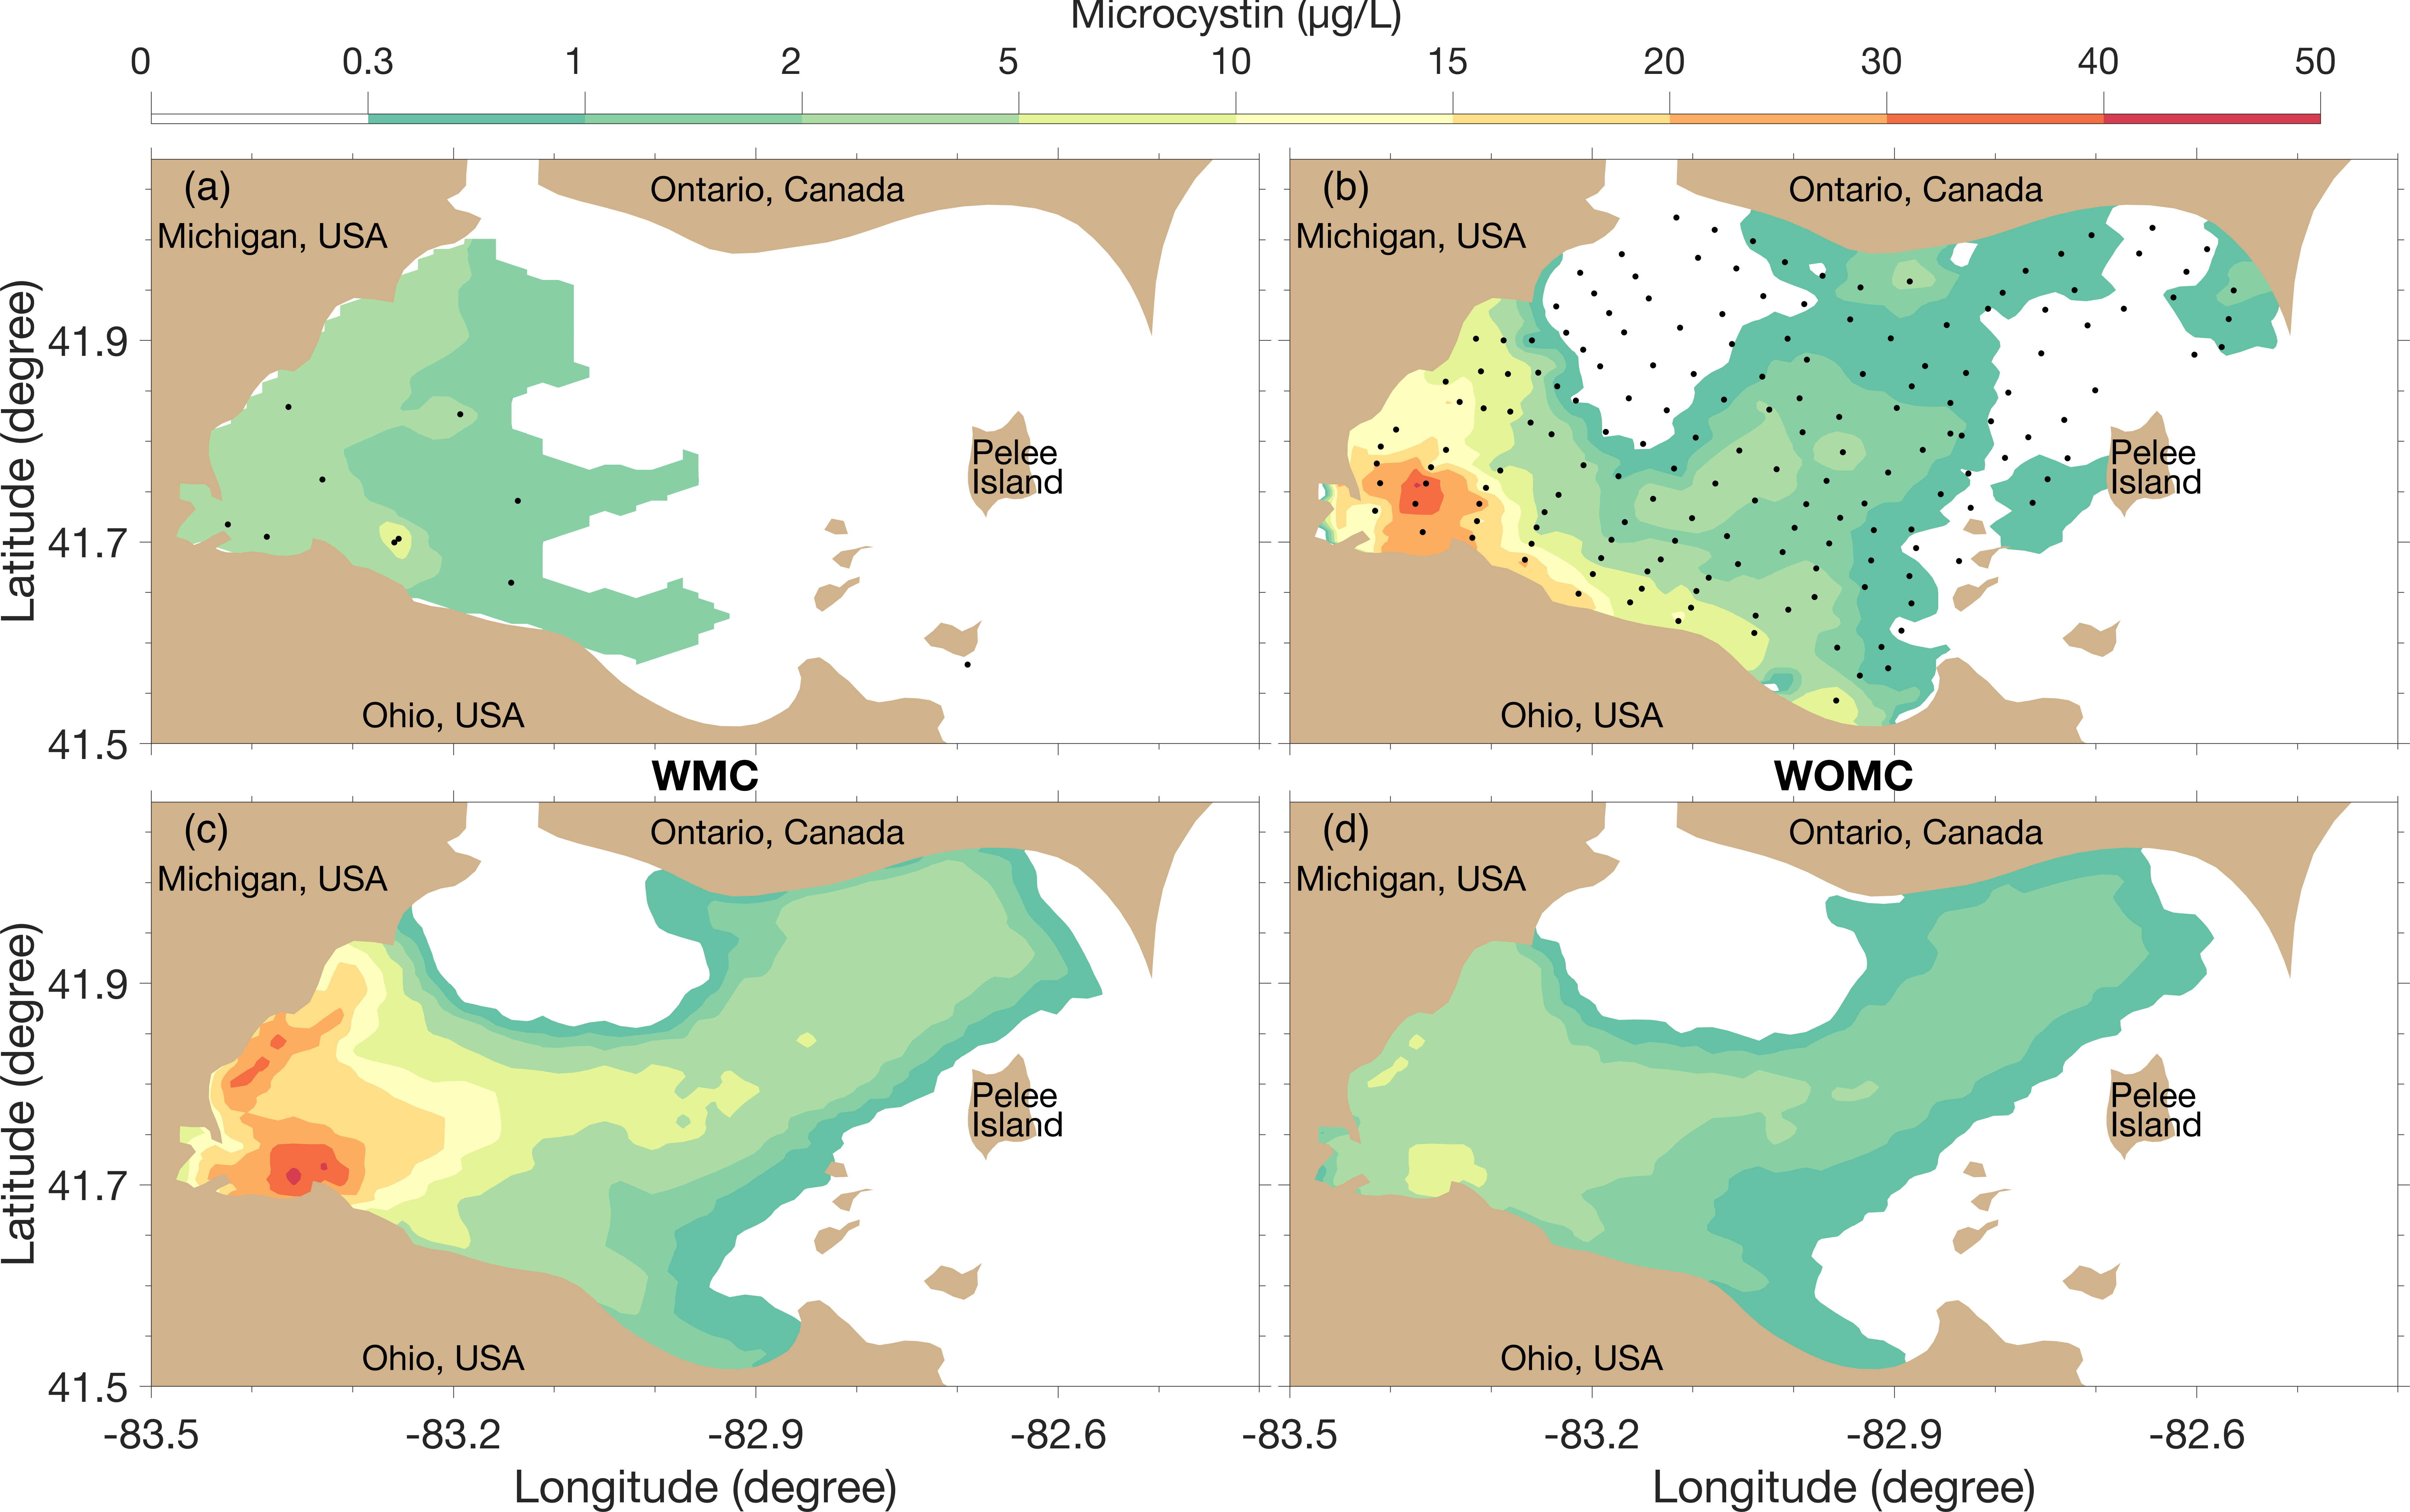 Microcystin (µg/L)
0 0.3 1 2 5 10 15 20 30 40 50
(a)
Ontario, Canada
Michigan, USA
Pelee
Island
Ohio, USA
41.9
41.7
41.5
Latitude (degree)
(b)
Ontario, Canada
Michigan, USA
Pelee
Island
Ohio, USA
WMC
(c)
Ontario, Canada
Michigan, USA
Pelee
Island
Ohio, USA
41.9
41.7
41.5
Latitude (degree)
-83.5 -83.2 -82.9 -82.6
Longitude (degree)
WOMC
(d)
Ontario, Canada
Michigan, USA
Pelee
Island
Ohio, USA
-83.5 -83.2 -82.9 -82.6
Longitude (degree)